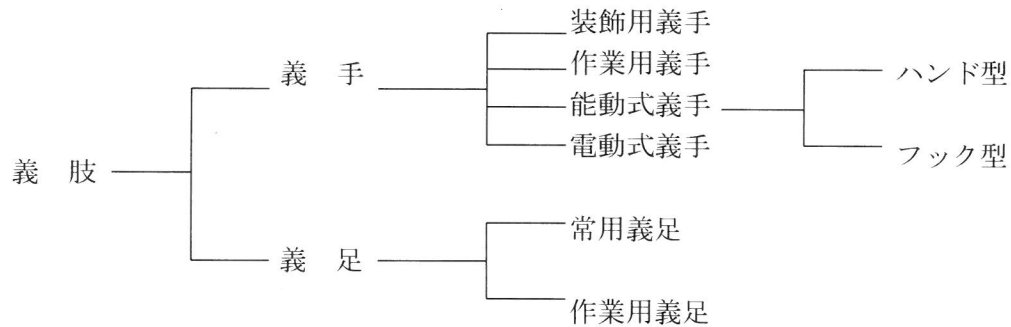 義肢
義手
装飾用義手
作業用義手
能動式義手
電動式義手
ハンド型
フック型
義足
常用義足
作業用義足